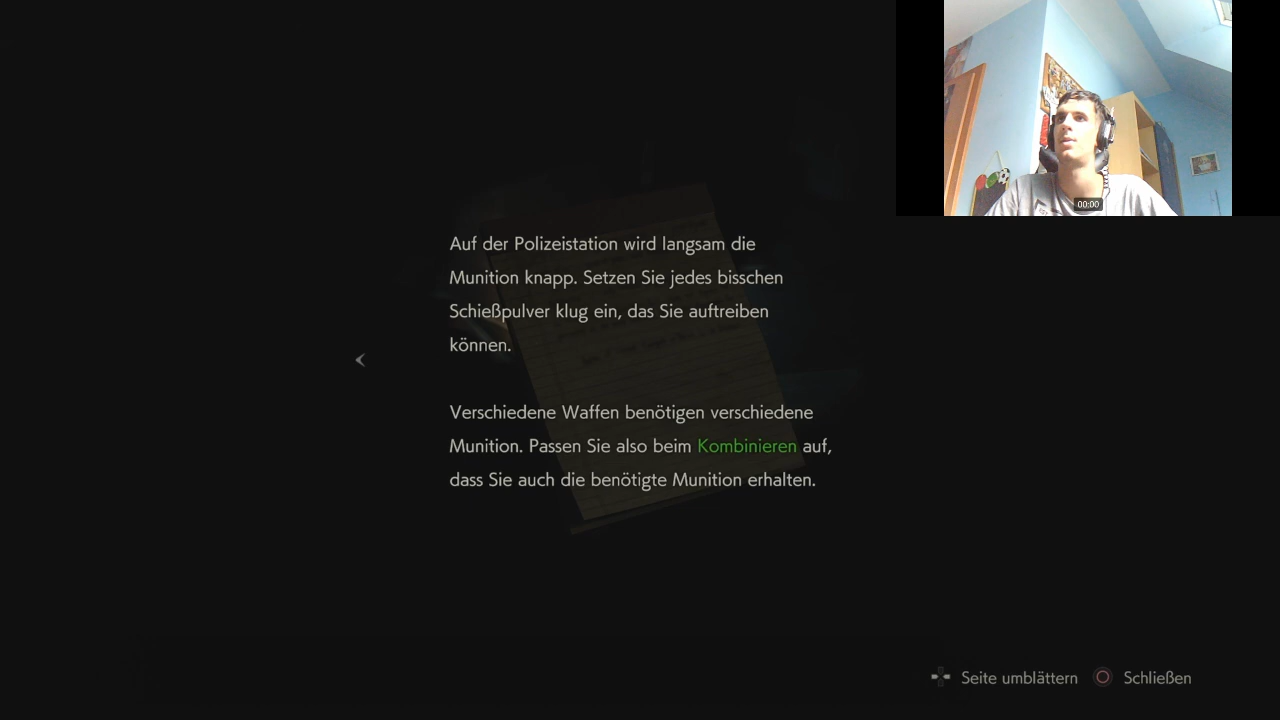 00:00
Auf der Polizeistation wird langsam die
Munition knapp. Setzen Sie jedes bisschen
Schießpulver klug ein, das Sie auftreiben
können.
Verschiedene Waffen benötigen verschiedene
Munition. Passen Sie also beim Kombinieren auf,
dass Sie auch die benötigte Munition erhalten.
Seite umblättern Schließen